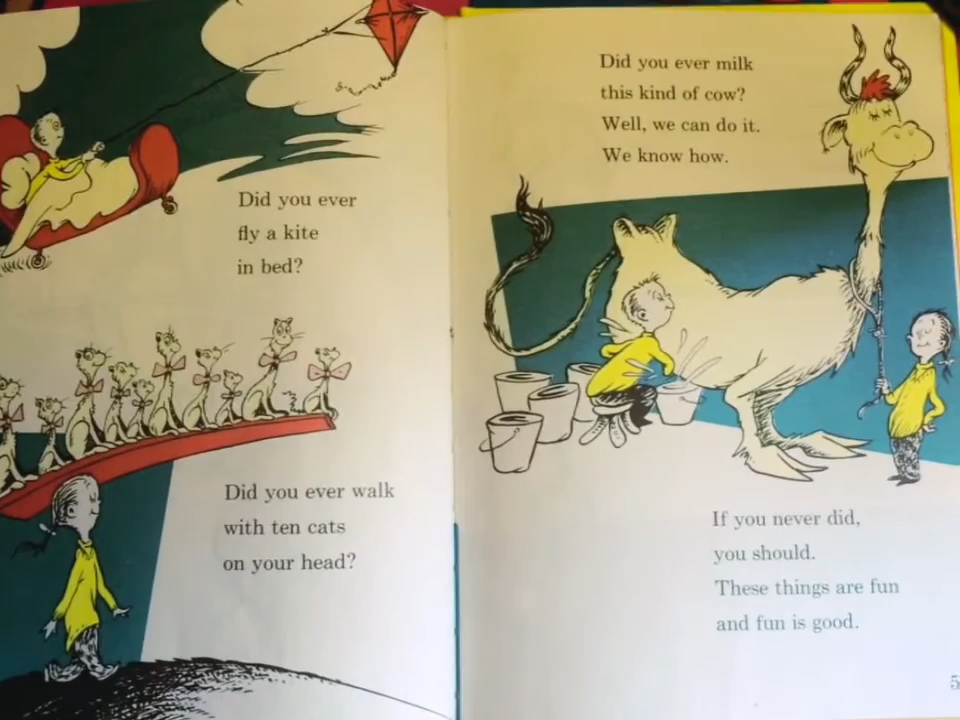 Did you ever
fly a kite
in bed?
Did you ever walk
with ten cats
on your head?
Did you ever milk
this kind of cow?
Well, we can do it.
We know how.
If you never did,
you should.
These things are fun
and fun is good.